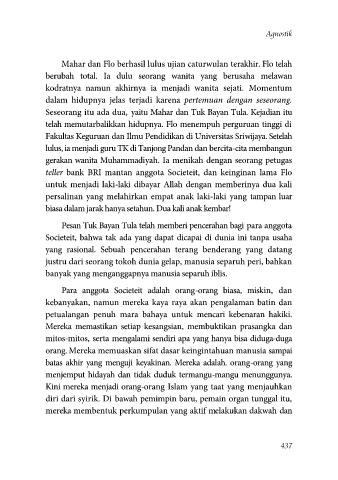 Agnostik
Mahar dan Flo berhasil lulus ujian caturwulan terakhir. Flo telah
berubah total. Ia dulu seorang wanita yang berusaha melawan
kodratnya namun akhirnya ia menjadi wanita sejati. Momentum
dalam hidupnya jelas terjadi karena pertemuan dengan seseorang.
Seseorang itu ada dua, yaitu Mahar dan Tuk Bayan Tula. Kejadian itu
telah memutarbalikkan hidupnya. Flo menempuh perguruan tinggi di
Fakultas Keguruan dan Ilmu Pendidikan di Universitas Sriwijaya. Setelah
lulus, ia menjadi guru TK di Tanjong Pandan dan bercita-cita membangun
gerakan wanita Muhammadiyah. Ia menikah dengan seorang petugas
teller bank BRI mantan anggota Societeit, dan keinginan lama Flo
untuk menjadi laki-laki dibayar Allah dengan memberinya dua kali
persalinan yang melahirkan empat anak laki-laki yang tampan luar
biasa dalam jarak hanya setahun. Dua kali anak kembar!
Pesan Tuk Bayan Tula telah memberi pencerahan bagi para anggota
Societeit, bahwa tak ada yang dapat dicapai di dunia ini tanpa usaha
yang rasional. Sebuah pencerahan terang benderang yang datang
justru dari seorang tokoh dunia gelap, manusia separuh peri, bahkan
banyak yang menganggapnya manusia separuh iblis.
Para anggota Societeit adalah orang-orang biasa, miskin, dan
kebanyakan, namun mereka kaya raya akan pengalaman batin dan
petualangan penuh mara bahaya untuk mencari kebenaran hakiki.
Mereka memastikan setiap kesangsian, membuktikan prasangka dan
mitos-mitos, serta mengalami sendiri apa yang hanya bisa diduga-duga
orang. Mereka memuaskan sifat dasar keingintahuan manusia sampai
batas akhir yang menguji keyakinan. Mereka adalah. orang-orang yang
menjemput hidayah dan tidak duduk termangu-mangu menunggunya.
Kini mereka menjadi orang-orang Islam yang taat yang menjauhkan
diri dari syirik. Di bawah pemimpin baru, pemain organ tunggal itu,
mereka membentuk perkumpulan yang aktif melakukan dakwah dan
437